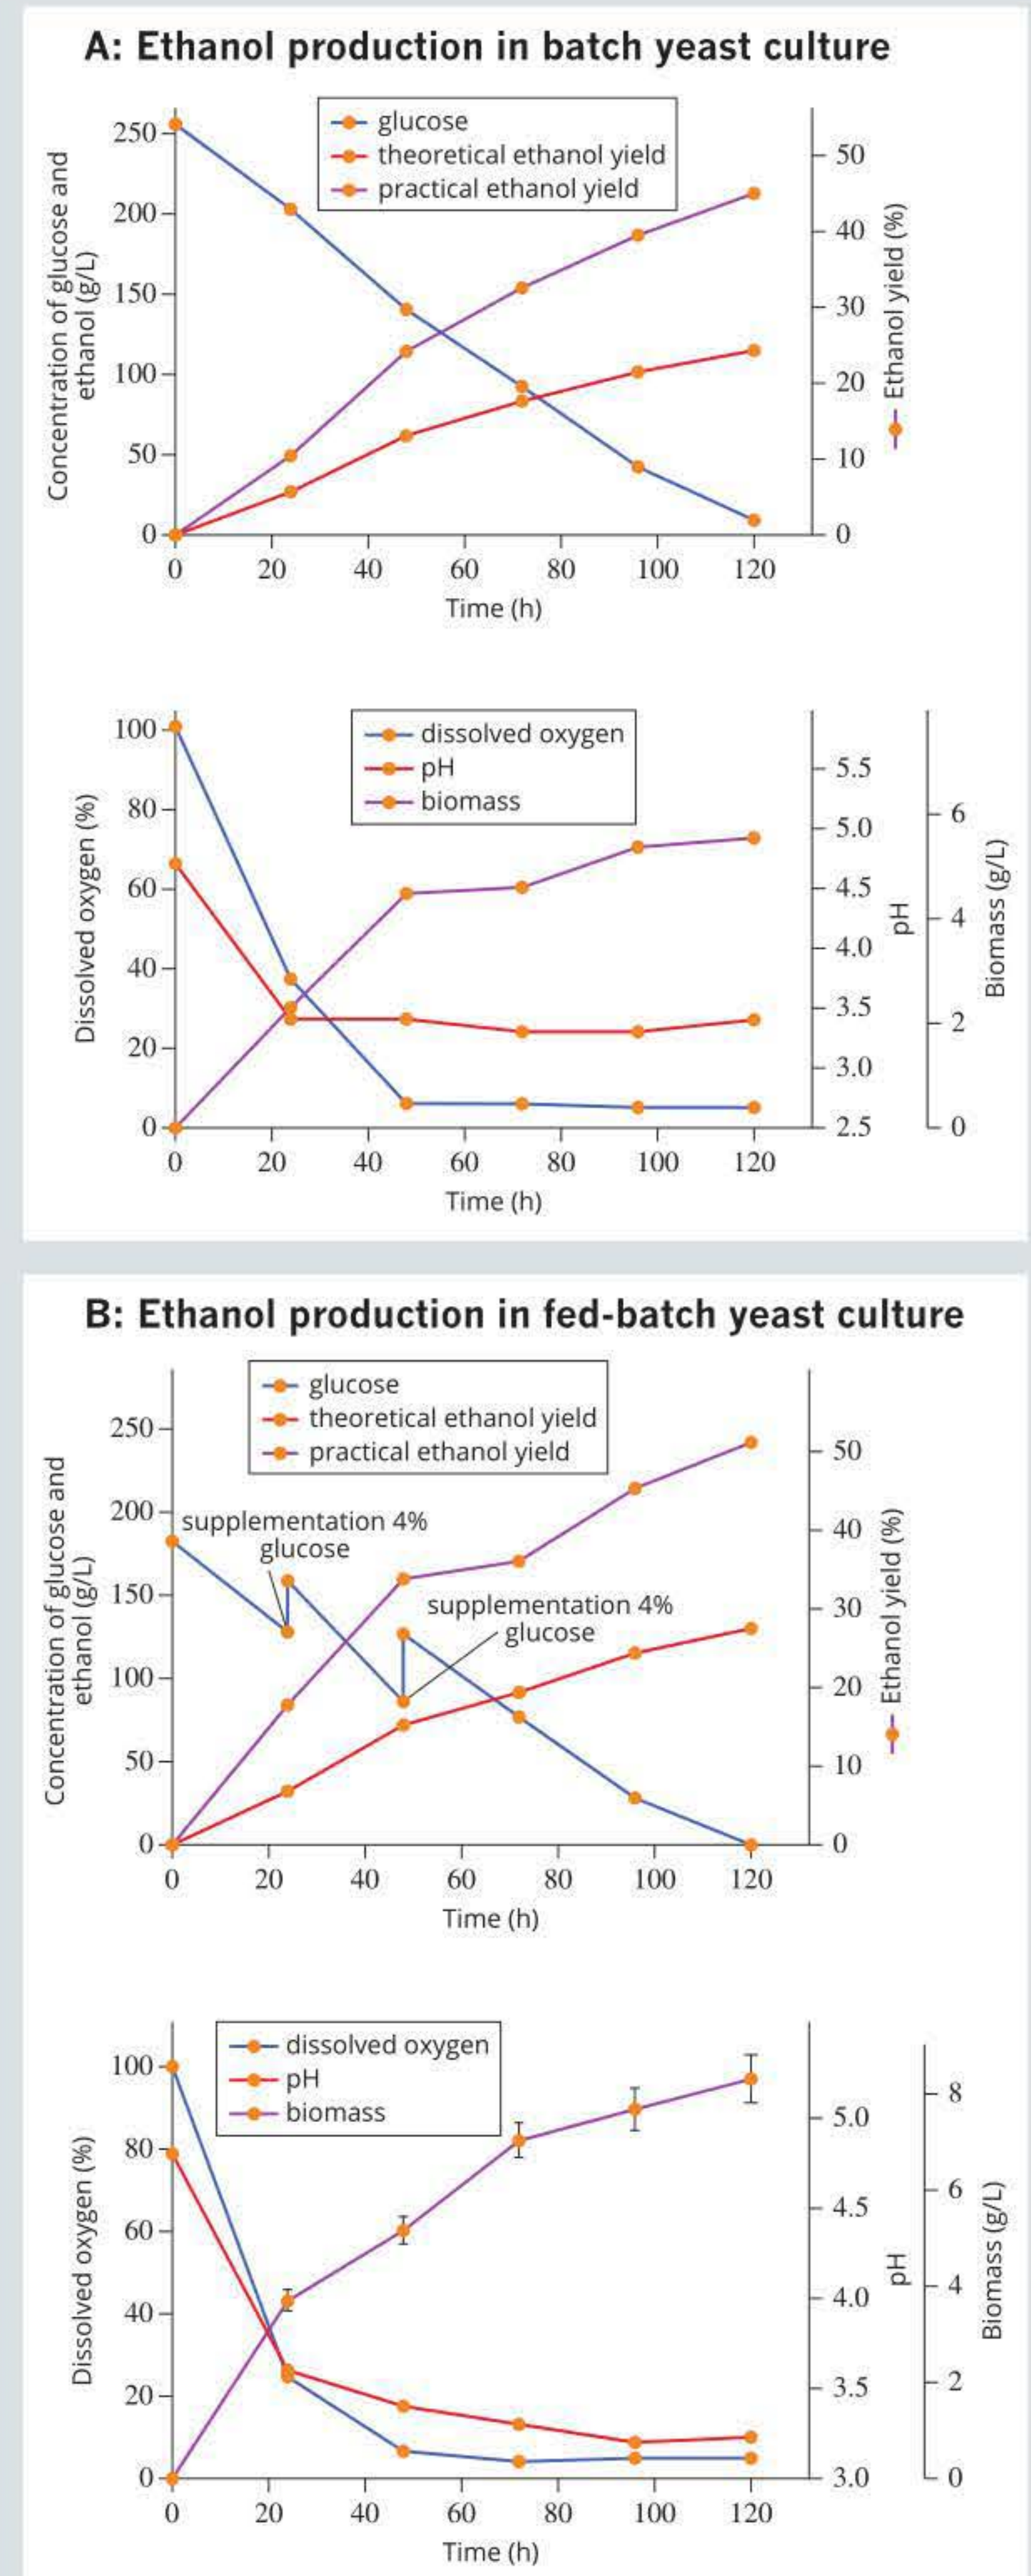 A: Ethanol production in batch yeast culture
glucose
theoretical ethanol yield
practical ethanol yield
Concentration of glucose and
ethanol (g/L)
250
200
150
100
50
0
50
40
30
20
10
0
Ethanol yield (%)
0 20 40 60 80 100 120
Time (h)
dissolved oxygen
pH
biomass
Dissolved oxygen (%)
100
80
60
40
20
0
5.5
5.0
4.5
4.0
3.5
3.0
2.5
pH
6
4
2
0
Biomass (g/L)
0 20 40 60 80 100 120
Time (h)
B: Ethanol production in fed-batch yeast culture
glucose
theoretical ethanol yield
practical ethanol yield
Concentration of glucose and
ethanol (g/L)
250
200
150
100
50
0
supplementation 4%
glucose
supplementation 4%
glucose
50
40
30
20
10
0
Ethanol yield (%)
0 20 40 60 80 100 120
Time (h)
dissolved oxygen
pH
biomass
Dissolved oxygen (%)
100
80
60
40
20
0
5.0
4.5
4.0
3.5
3.0
pH
8
6
4
2
0
Biomass (g/L)
0 20 40 60 80 100 120
Time (h)